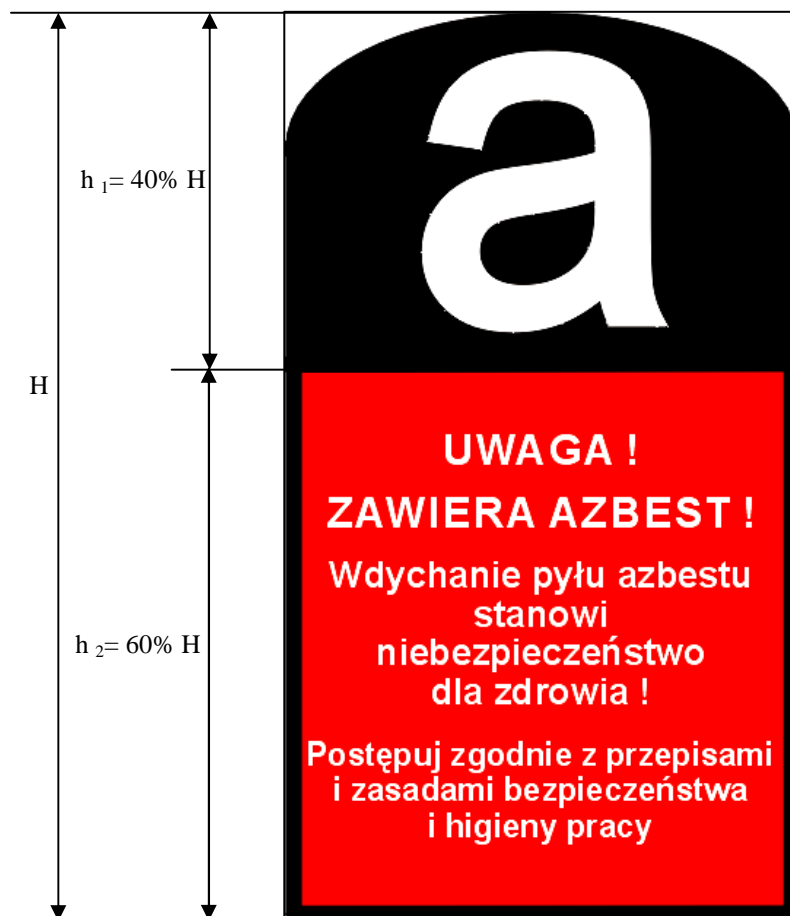 a
h 1= 40% H
H
UWAGA !
ZAWIERA AZBEST !
Wdychanie pyłu azbestu
stanowi
niebezpieczeństwo
dla zdrowia !
h 2= 60% H
Postępuj zgodnie z przepisami
i zasadami bezpieczeństwa
i higieny pracy